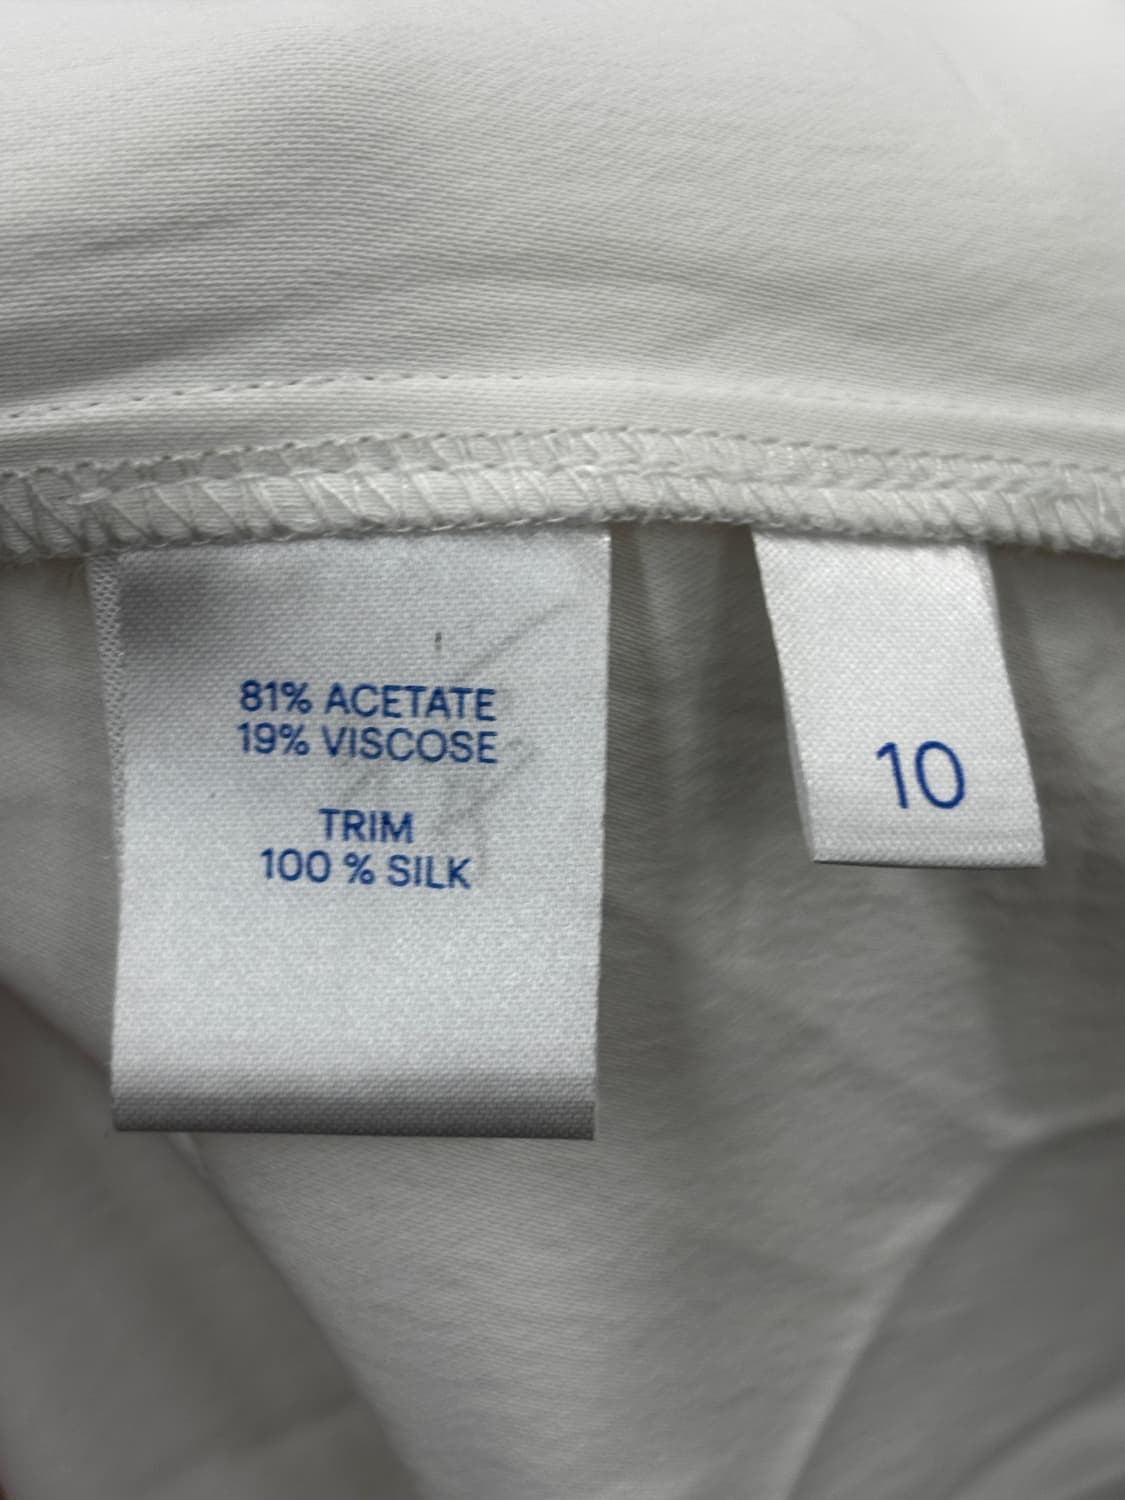 81% ACETATE
19% VISCOSE
TRIM
100 % SILK
10